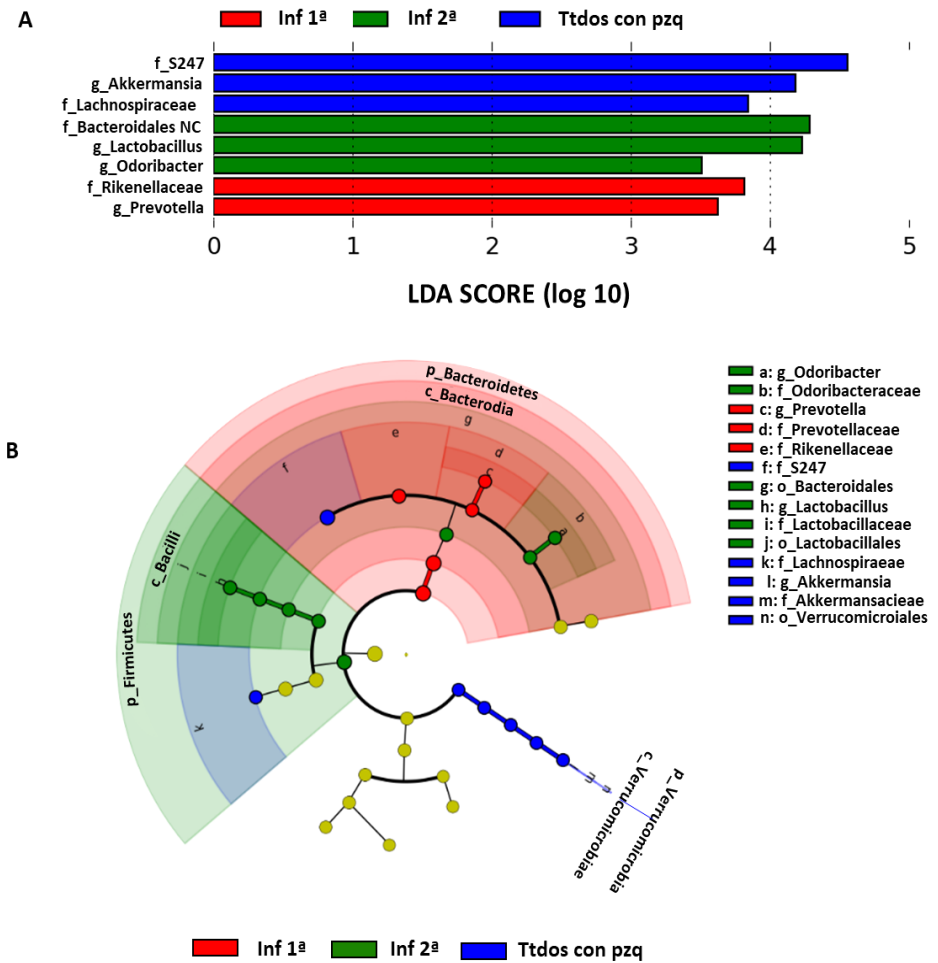 A
Inf 1ª Inf 2ª Ttdos con pzq
f_S247
g_Akkermansia
f_Lachnospiraceae
f_Bacteroidales NC
g_Lactobacillus
g_Odoribacter
f_Rikenellaceae
g_Prevotella
0 1 2 3 4 5
LDA SCORE (log 10)
B
p_Bacteroidetes
c_Bacterodia
g
e
d
f
c
b
a
c_Bacilli
j
i
h
p_Firmicutes
k
m
n
c_Verrucomicrobiae
p_Verrucomicrobia
a: g_Odoribacter
b: f_Odoribacteraceae
c: g_Prevotella
d: f_Prevotellaceae
e: f_Rikenellaceae
f: f_S247
g: o_Bacteroidales
h: g_Lactobacillus
i: f_Lactobacillaceae
j: o_Lactobacillales
k: f_Lachnospiraeae
l: g_Akkermansia
m: f_Akkermansacieae
n: o_Verrucomicroiales
Inf 1ª Inf 2ª Ttdos con pzq